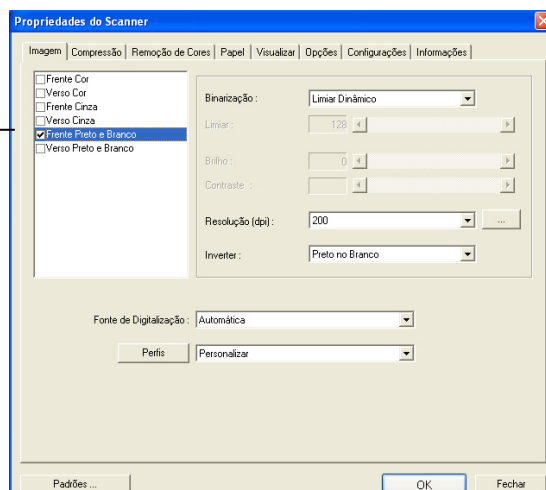 Propriedades do Scanner
Imagem Compressão Remoção de Cores Papel Visualizar Opções Configurações Informações
Frente Cor
Verso Cor
Frente Cinza
Verso Cinza
Frente Preto e Branco
Verso Preto e Branco
Binarização : Limiar Dinâmico
Limiar : 128
Brilho : 0
Contraste :
Resolução (dpi) : 200 ...
Inverter : Preto no Branco
Fonte de Digitalização : Automática
Perfis Personalizar
Padrões ... OK Fechar